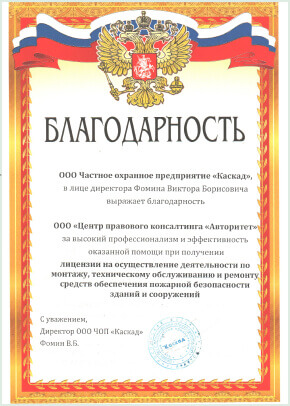 БЛАГОДАРНОСТЬ
ООО Частное охранное предприятие «Каскад»,
в лице директора Фомина Виктора Борисовича
выражает благодарность
ООО «Центр правового консалтинга «Авторитет»
за высокий профессионализм и эффективность
оказанной помощи при получении
лицензии на осуществление деятельности по
монтажу, техническому обслуживанию и ремонту
средств обеспечения пожарной безопасности
зданий и сооружений
С уважением,
Директор ООО ЧОП «Каскад»
Фомин В.Б.